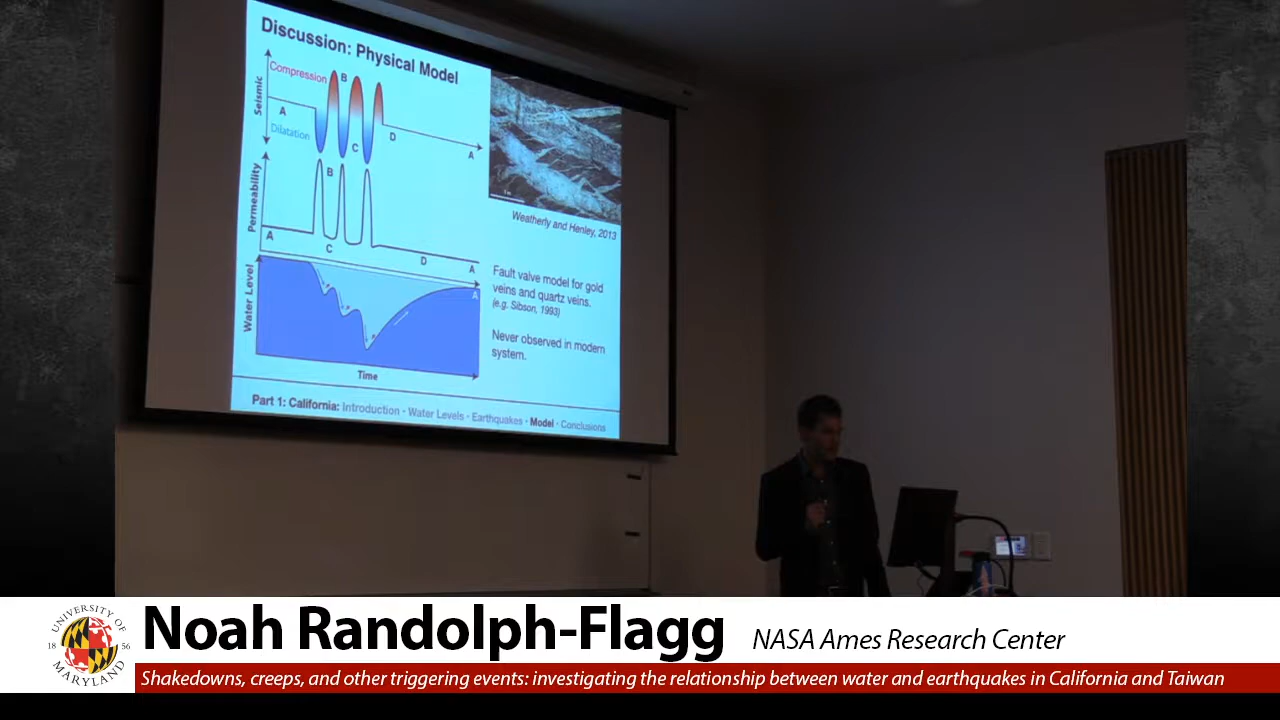 Discussion: Physical Model
Seismic
Compression
B
A
Dilatation
C
D
A
Permeability
B
A
C
D
A
Weatherly and Henley, 2013
Water Level
A
Fault valve model for gold
veins and quartz veins.
(e.g. Sibson, 1993)
Never observed in modern
system.
Time
Part 1: California: Introduction · Water Levels · Earthquakes · Model · Conclusions
UNIVERSITY OF
18 56
MARYLAND
Noah Randolph-Flagg
NASA Ames Research Center
Shakedowns, creeps, and other triggering events: investigating the relationship between water and earthquakes in California and Taiwan